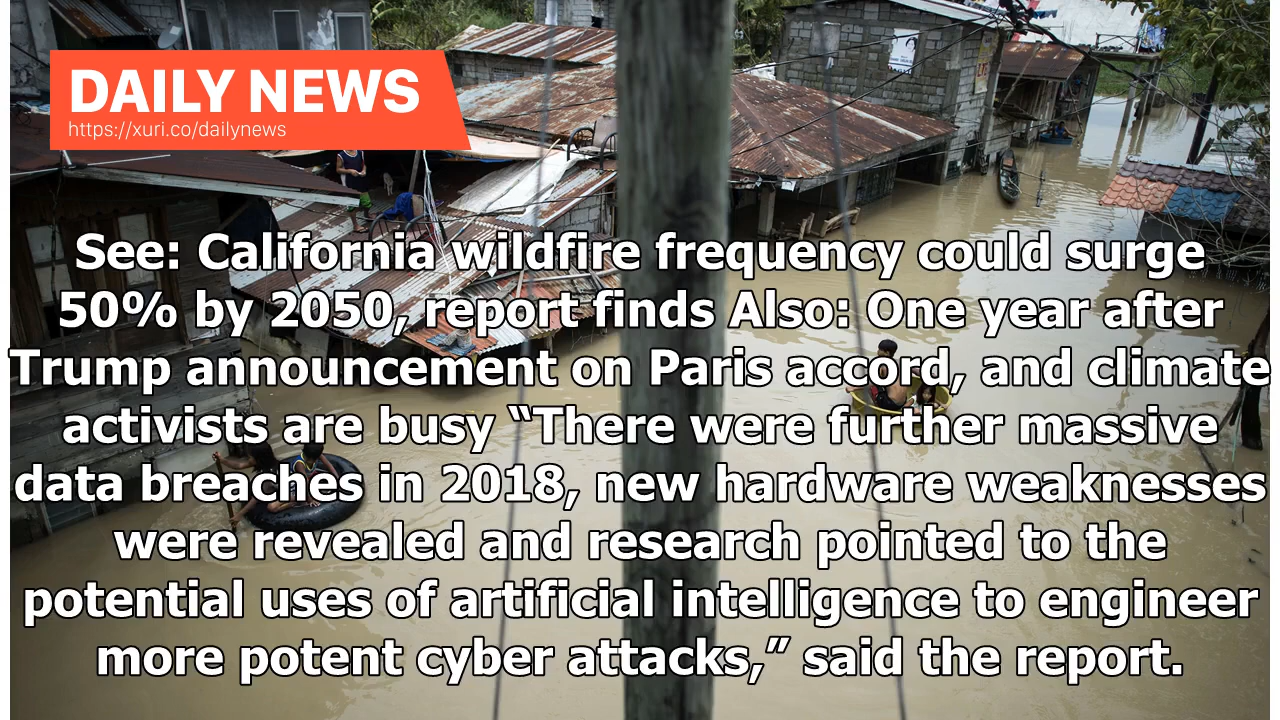 DAILY NEWS
https://xuri.co/dailynews
See: California wildfire frequency could surge
50% by 2050, report finds Also: One year after
Trump announcement on Paris accord, and climate
activists are busy “There were further massive
data breaches in 2018, new hardware weaknesses
were revealed and research pointed to the
potential uses of artificial intelligence to engineer
more potent cyber attacks,” said the report.